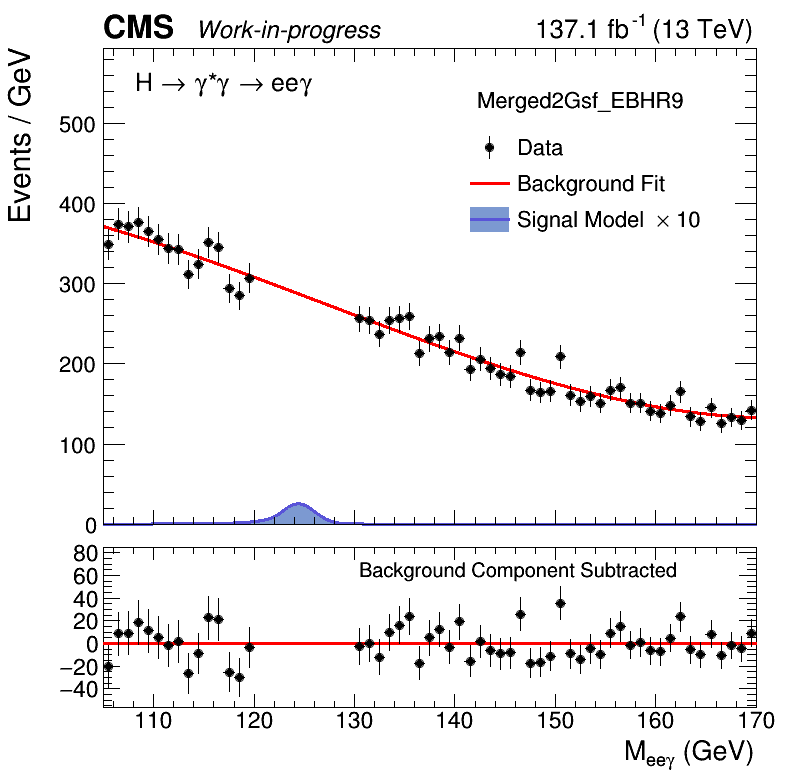 CMS Work-in-progress 137.1 fb⁻¹ (13 TeV)
H → γ*γ → eeγ
Merged2Gsf_EBHR9
Data
Background Fit
Signal Model × 10
Events / GeV
500
400
300
200
100
0
Background Component Subtracted
80
60
40
20
0
−20
−40
110 120 130 140 150 160 170
M_eeγ (GeV)